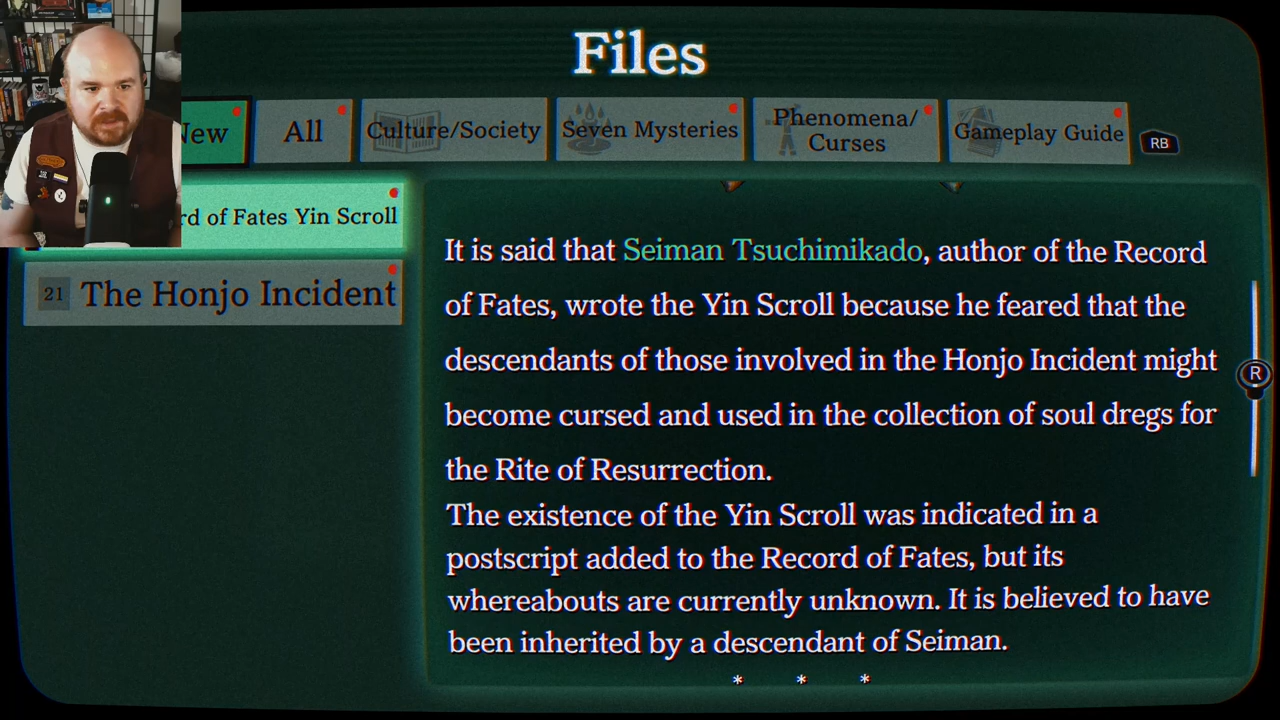 Files
New
All
Culture/Society
Seven Mysteries
Phenomena/
Curses
Gameplay Guide
RB
of Fates Yin Scroll
21 The Honjo Incident
It is said that Seiman Tsuchimikado, author of the Record
of Fates, wrote the Yin Scroll because he feared that the
descendants of those involved in the Honjo Incident might
become cursed and used in the collection of soul dregs for
the Rite of Resurrection.
The existence of the Yin Scroll was indicated in a
postscript added to the Record of Fates, but its
whereabouts are currently unknown. It is believed to have
been inherited by a descendant of Seiman.
* * *
R